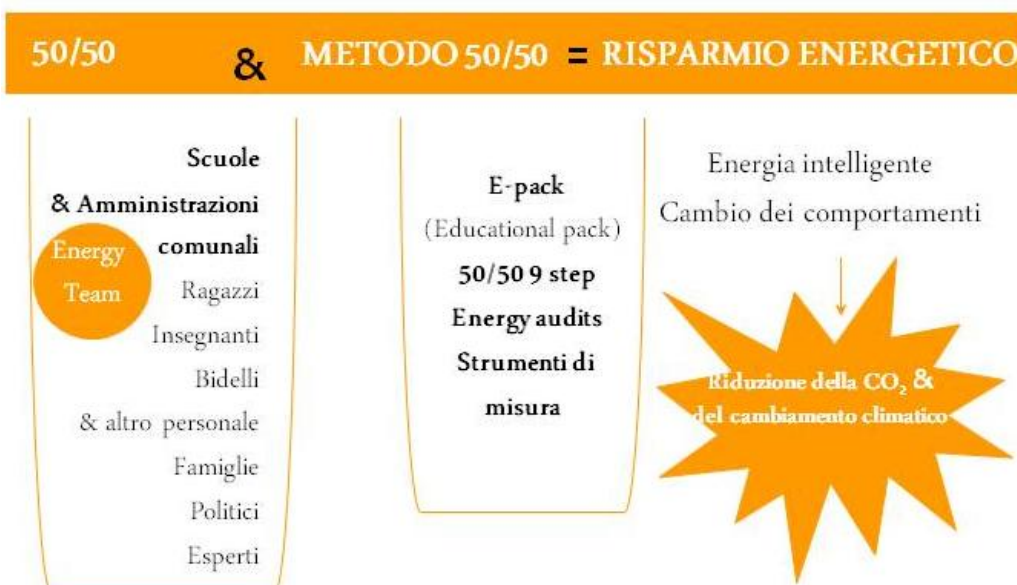 50/50 & METODO 50/50 = RISPARMIO ENERGETICO
Scuole
& Amministrazioni
comunali
Energy
Team
Ragazzi
Insegnanti
Bidelli
& altro personale
Famiglie
Politici
Esperti
E-pack
(Educational pack)
50/50 9 step
Energy audits
Strumenti di
misura
Energia intelligente
Cambio dei comportamenti
Riduzione della CO₂ &
del cambiamento climatico